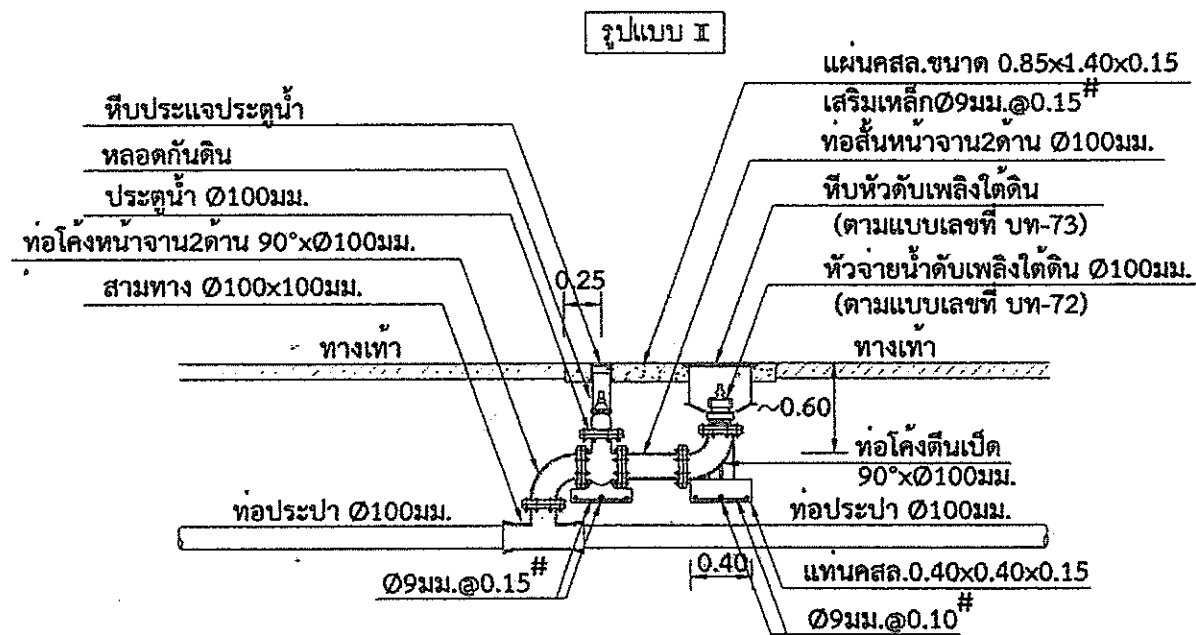 รูปแบบ II
แผ่นคสล.ขนาด 0.85x1.40x0.15
เสริมเหล็กØ9มม.@0.15#
ท่อสั้นหน้าจาน2ด้าน Ø100มม.
หีบหัวดับเพลิงใต้ดิน
(ตามแบบเลขที่ บท-73)
หัวจ่ายน้ำดับเพลิงใต้ดิน Ø100มม.
(ตามแบบเลขที่ บท-72)
หีบประแจประตูน้ำ
หลอดกันดิน
ประตูน้ำ Ø100มม.
ท่อโค้งหน้าจาน2ด้าน 90°xØ100มม.
สามทาง Ø100x100มม.
0.25
ทางเท้า
ทางเท้า
~0.60
ท่อโค้งตีนเป็ด
90°xØ100มม.
ท่อประปา Ø100มม.
ท่อประปา Ø100มม.
Ø9มม.@0.15#
0.40
แท่นคสล.0.40x0.40x0.15
Ø9มม.@0.10#